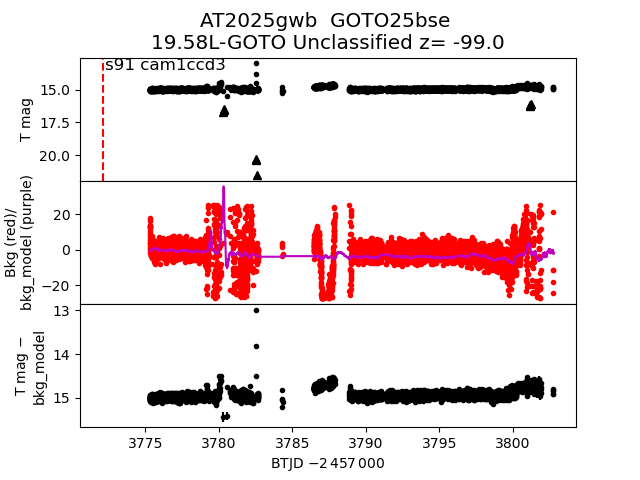 AT2025gwb  GOTO25bse
19.58L-GOTO Unclassified z= -99.0
s91 cam1ccd3
15.0
17.5
20.0
T mag
20
0
−20
Bkg (red)/
bkg_model (purple)
13
14
15
T mag −
bkg_model
3775 3780 3785 3790 3795 3800
BTJD −2 457 000